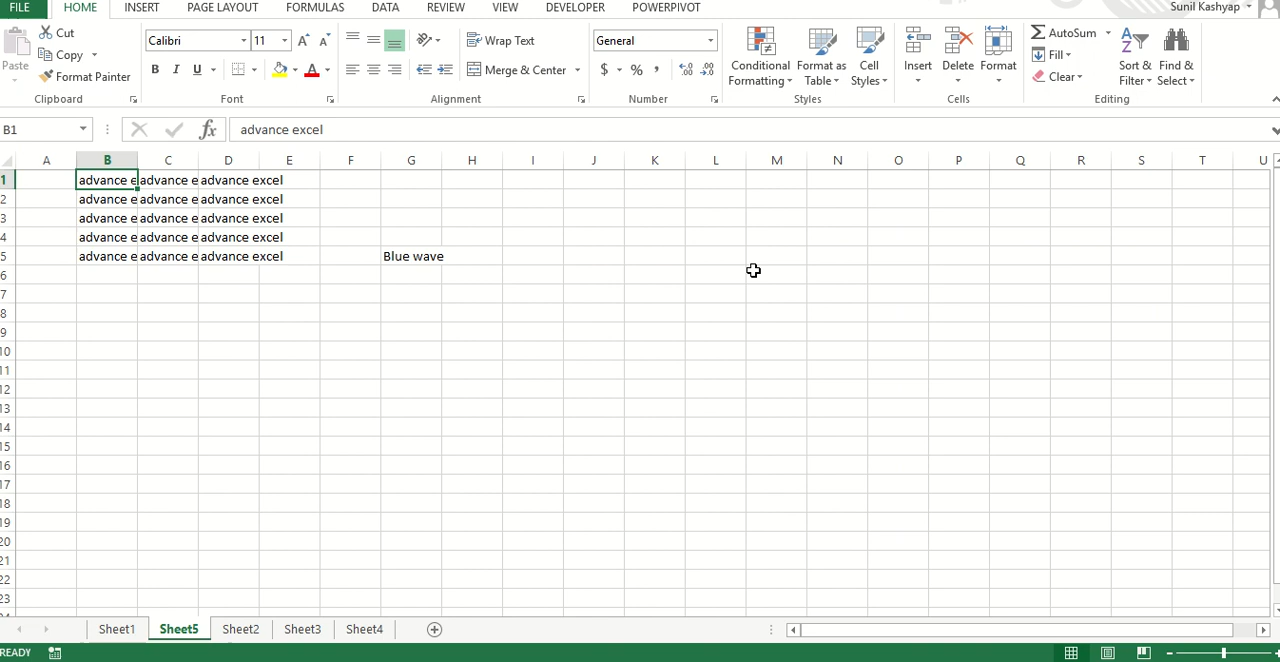 Sunil Kashyap
FILE HOME INSERT PAGE LAYOUT FORMULAS DATA REVIEW VIEW DEVELOPER POWERPIVOT
Paste
Cut
Copy
Format Painter
Clipboard
Calibri 11 A A
B I U A
Font
Wrap Text
Merge & Center
Alignment
General
$ % ,
Number
Conditional Formatting
Format as Table
Cell Styles
Styles
Insert Delete Format
Cells
AutoSum
Fill
Clear
Sort & Filter
Find & Select
Editing
B1 fx advance excel
A B C D E F G H I J K L M N O P Q R S T U
1 advance e advance e advance excel
2 advance e advance e advance excel
3 advance e advance e advance excel
4 advance e advance e advance excel
5 advance e advance e advance excel Blue wave
6
7
8
9
10
11
12
13
14
15
16
17
18
19
20
21
22
23
Sheet1 Sheet5 Sheet2 Sheet3 Sheet4
READY